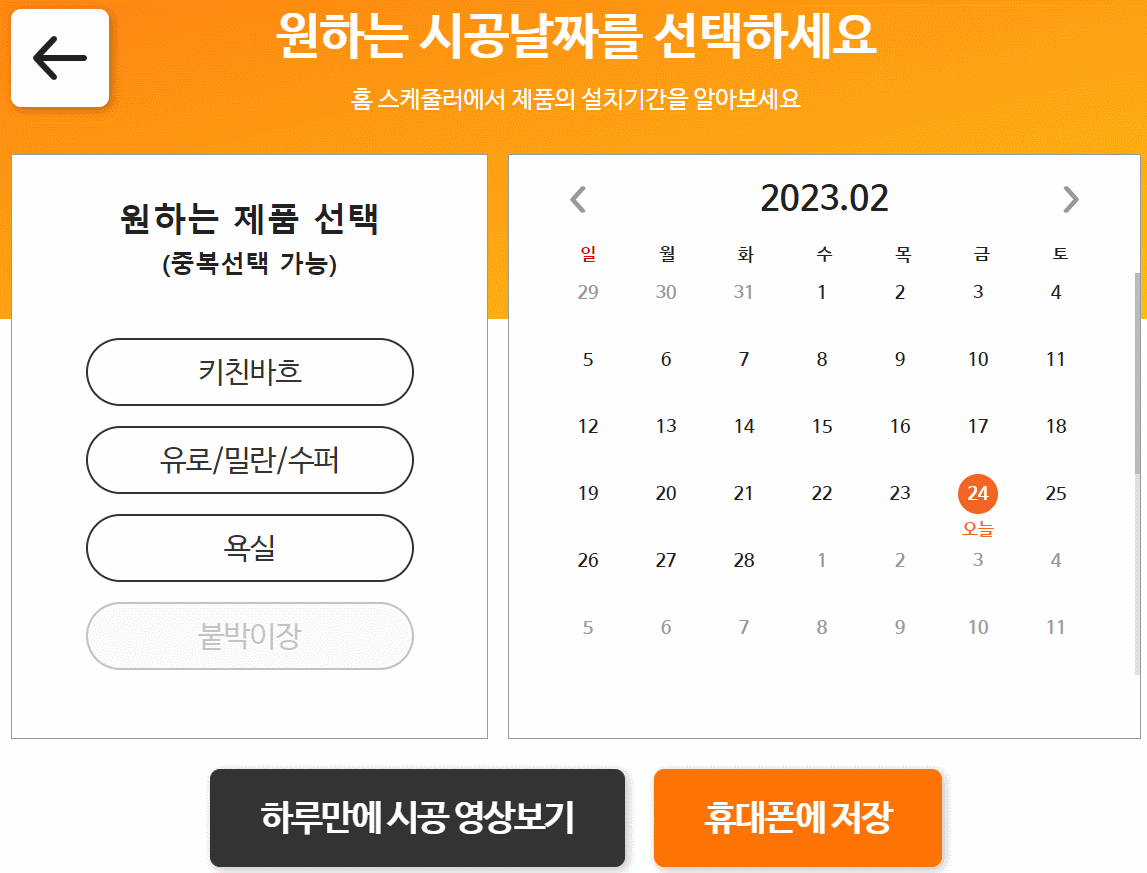 원하는 시공날짜를 선택하세요
홈 스케줄러에서 제품의 설치기간을 알아보세요
원하는 제품 선택
(중복선택 가능)
키친바흐
유로/밀란/수퍼
욕실
붙박이장
2023.02
일 월 화 수 목 금 토
29 30 31 1 2 3 4
5 6 7 8 9 10 11
12 13 14 15 16 17 18
19 20 21 22 23 24 25
오늘
26 27 28 1 2 3 4
5 6 7 8 9 10 11
하루만에 시공 영상보기
휴대폰에 저장